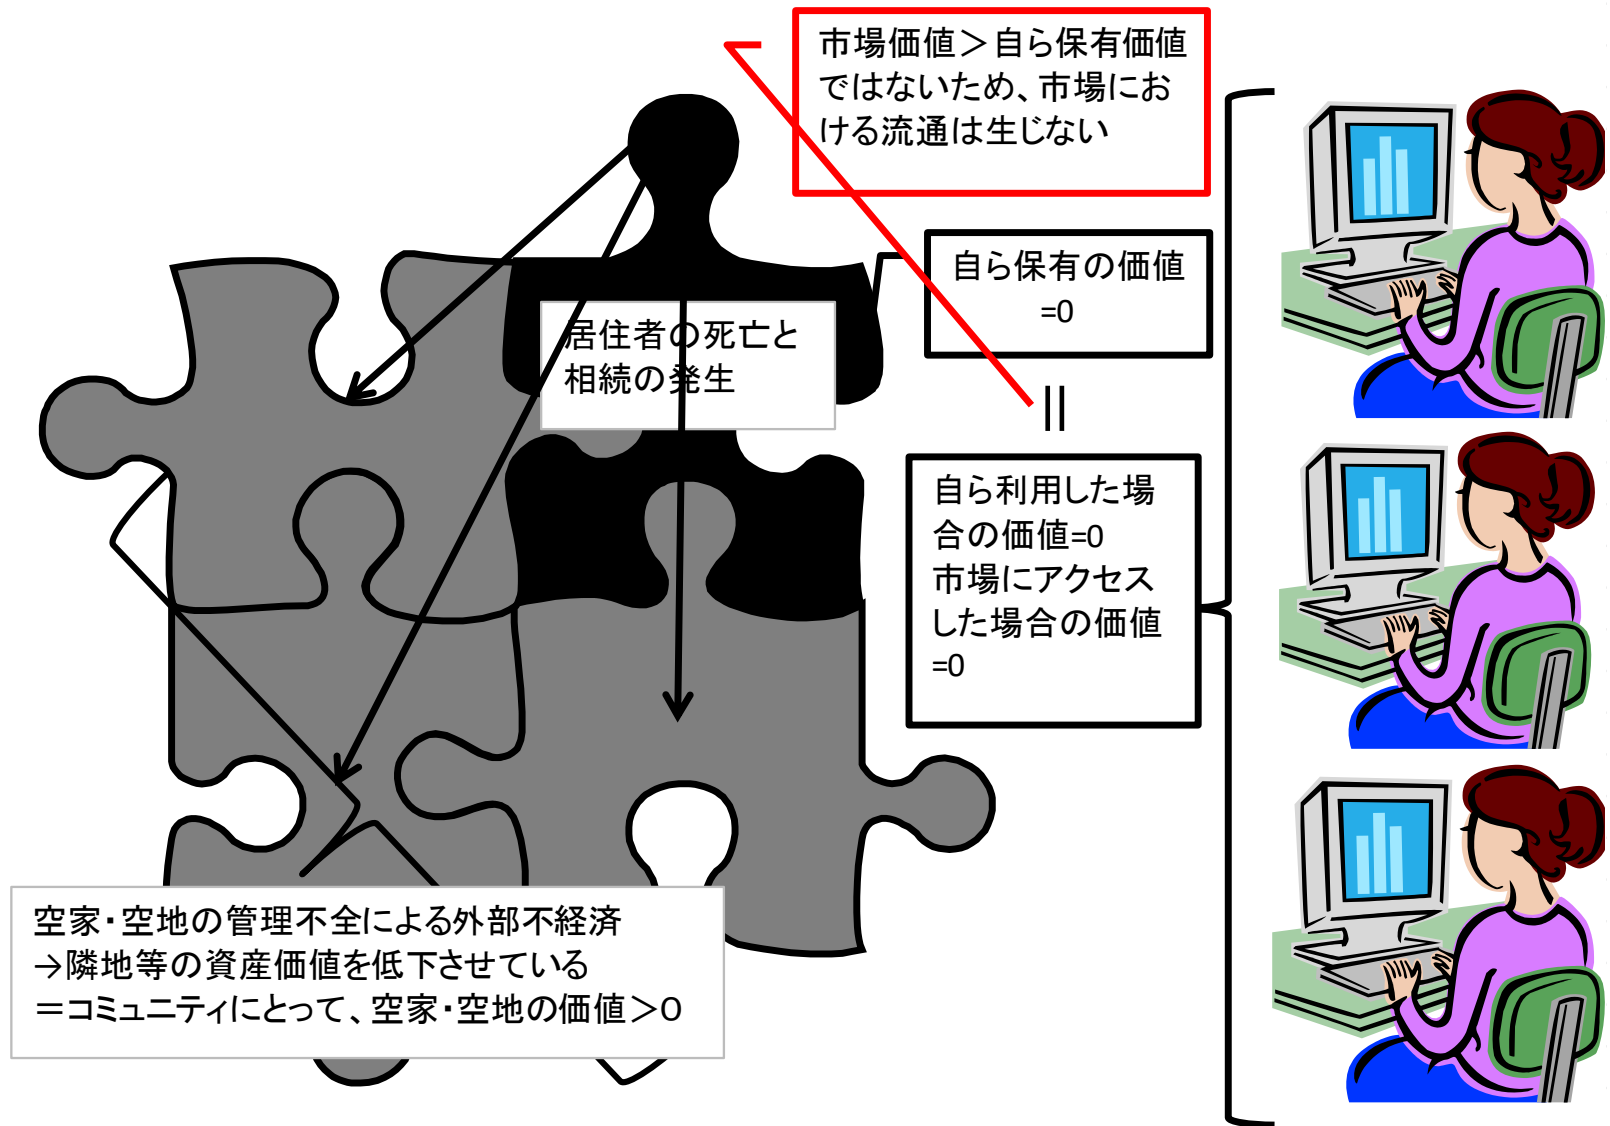 市場価値＞自ら保有価値
ではないため、市場にお
ける流通は生じない
自ら保有の価値
=0
居住者の死亡と
相続の発生
||
自ら利用した場
合の価値=0
市場にアクセス
した場合の価値
=0
空家・空地の管理不全による外部不経済
→隣地等の資産価値を低下させている
＝コミュニティにとって、空家・空地の価値＞0